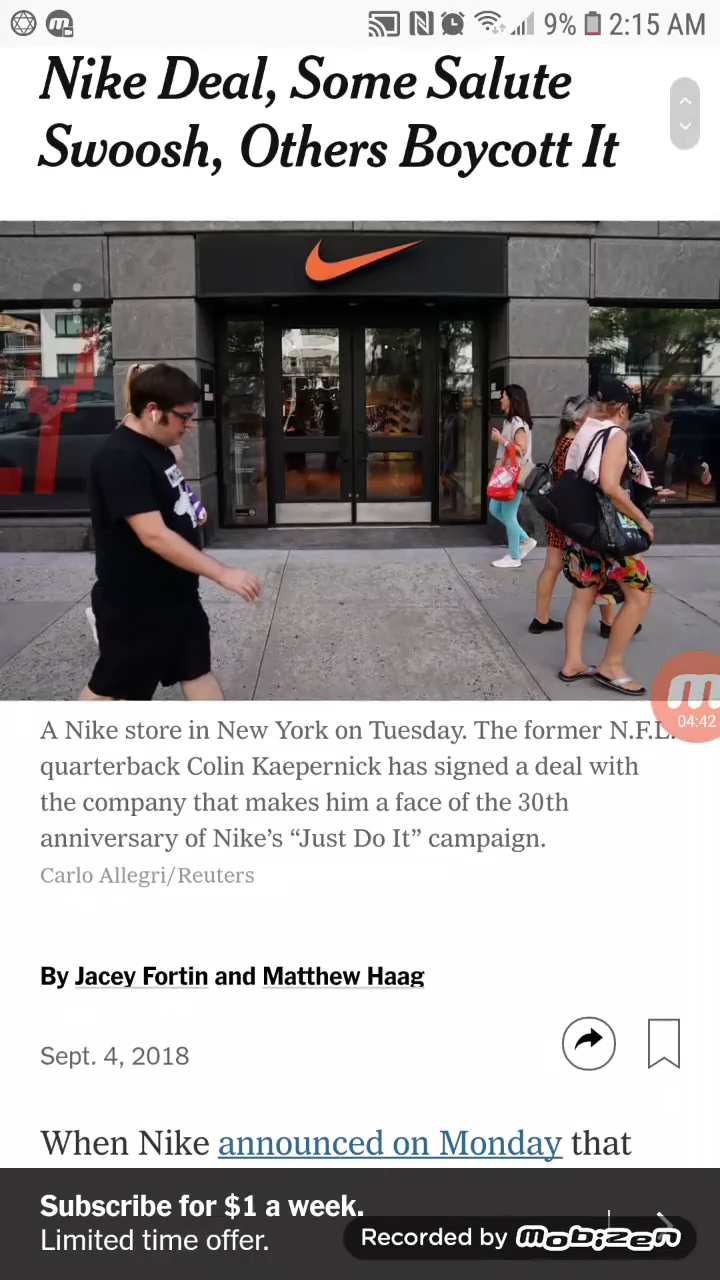 9% 2:15 AM
Nike Deal, Some Salute
Swoosh, Others Boycott It
04:42
A Nike store in New York on Tuesday. The former N.F.L.
quarterback Colin Kaepernick has signed a deal with
the company that makes him a face of the 30th
anniversary of Nike’s “Just Do It” campaign.
Carlo Allegri/Reuters
By Jacey Fortin and Matthew Haag
Sept. 4, 2018
When Nike announced on Monday that
Subscribe for $1 a week.
Limited time offer.
Recorded by mobizen